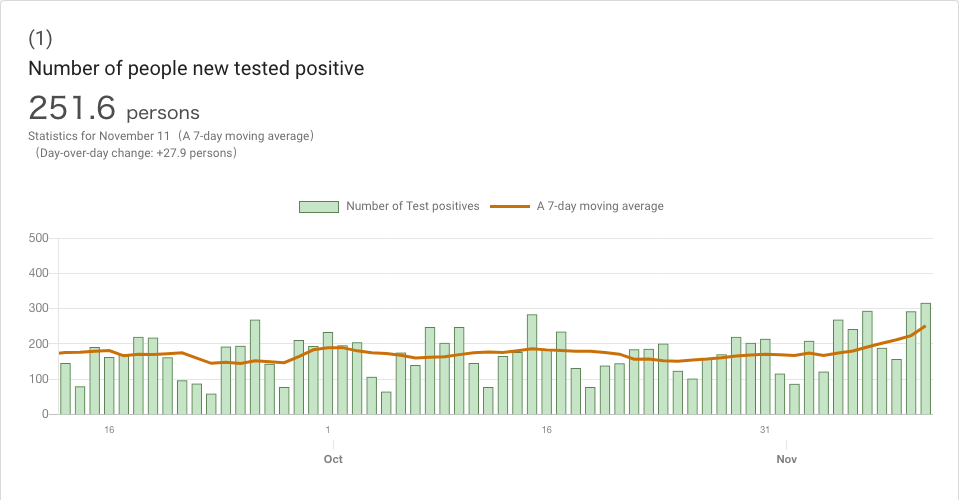 (1)
Number of people new tested positive
251.6 persons
Statistics for November 11（A 7-day moving average）
（Day-over-day change: +27.9 persons）
Number of Test positives  A 7-day moving average
500
400
300
200
100
0
16 1 16 31
Oct Nov